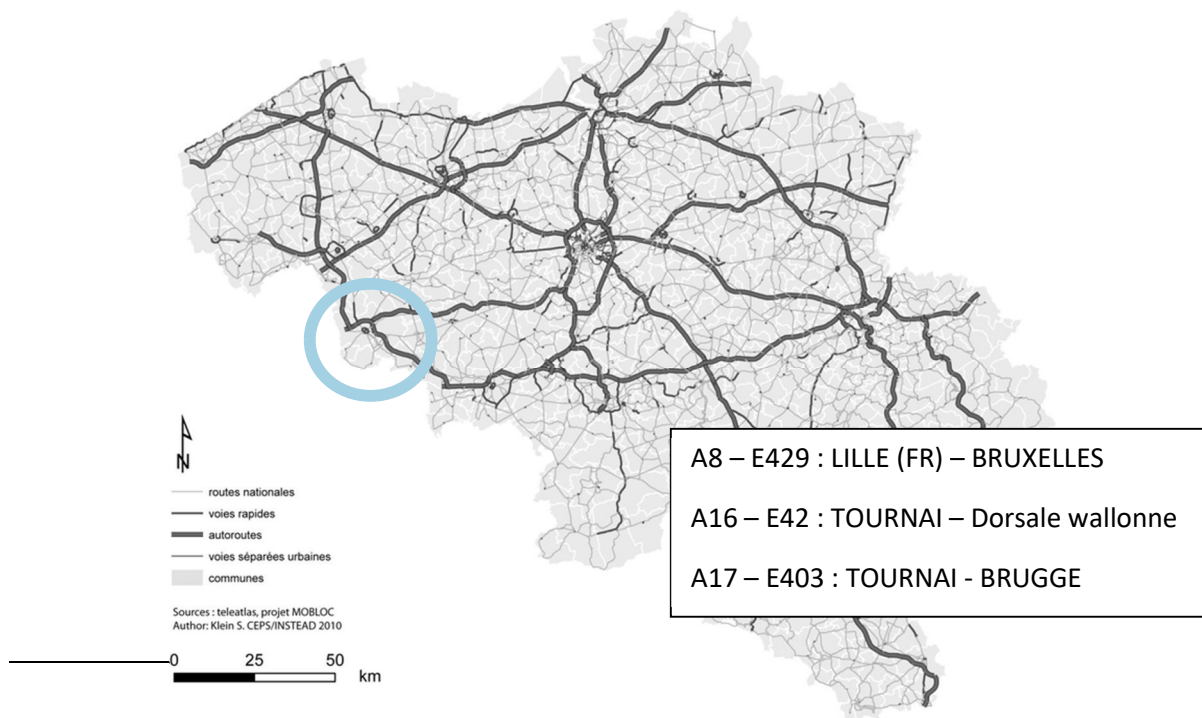 A8 – E429 : LILLE (FR) – BRUXELLES
A16 – E42 : TOURNAI – Dorsale wallonne
A17 – E403 : TOURNAI - BRUGGE
N
routes nationales
voies rapides
autoroutes
voies séparées urbaines
communes
Sources : teleatlas, projet MOBLOC
Author: Klein S. CEPS/INSTEAD 2010
0 25 50
km